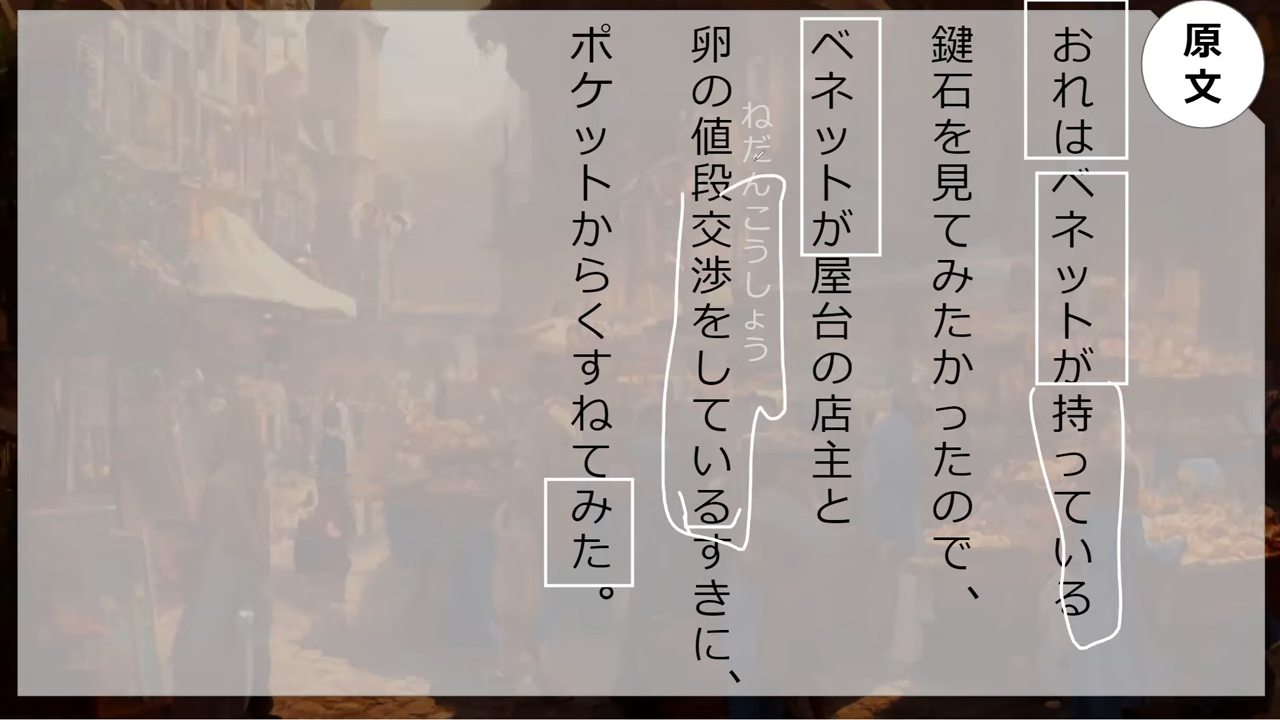 原文
おれはベネットが持っている
鍵石を見てみたかったので、
ベネットが屋台の店主と
ねだんこうしょう
卵の値段交渉をしているすきに、
ポケットからくすねてみた。